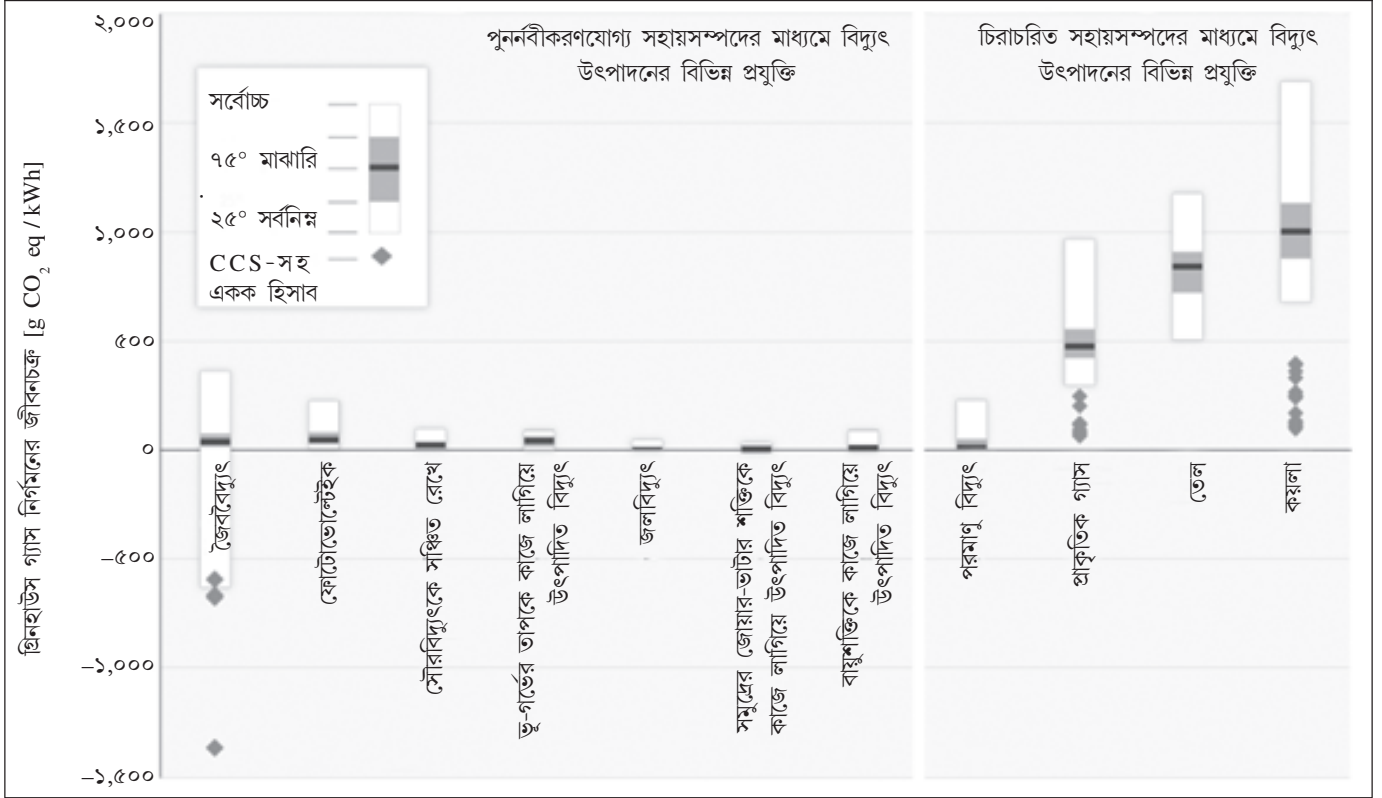 গ্রিনহাউস গ্যাস নির্গমনের জীবনচক্র [g CO₂ eq / kWh]
২,০০০
১,৫০০
১,০০০
৫০০
০
–৫০০
–১,০০০
–১,৫০০
পুনর্নবীকরণযোগ্য সহায়সম্পদের মাধ্যমে বিদ্যুৎ
উৎপাদনের বিভিন্ন প্রযুক্তি
চিরাচরিত সহায়সম্পদের মাধ্যমে বিদ্যুৎ
উৎপাদনের বিভিন্ন প্রযুক্তি
সর্বোচ্চ
৭৫° মাঝারি
২৫° সর্বনিম্ন
CCS-সহ
একক হিসাব
জৈববিদ্যুৎ
ফোটোভোল্টেইক
সৌরবিদ্যুৎকে সঞ্চিত রেখে
ভূ-গর্ভের তাপকে কাজে লাগিয়ে
উৎপাদিত বিদ্যুৎ
জলবিদ্যুৎ
সমুদ্রের জোয়ার-ভাটার শক্তিকে
কাজে লাগিয়ে উৎপাদিত বিদ্যুৎ
বায়ুশক্তিকে কাজে লাগিয়ে
উৎপাদিত বিদ্যুৎ
পরমাণু বিদ্যুৎ
প্রাকৃতিক গ্যাস
তেল
কয়লা